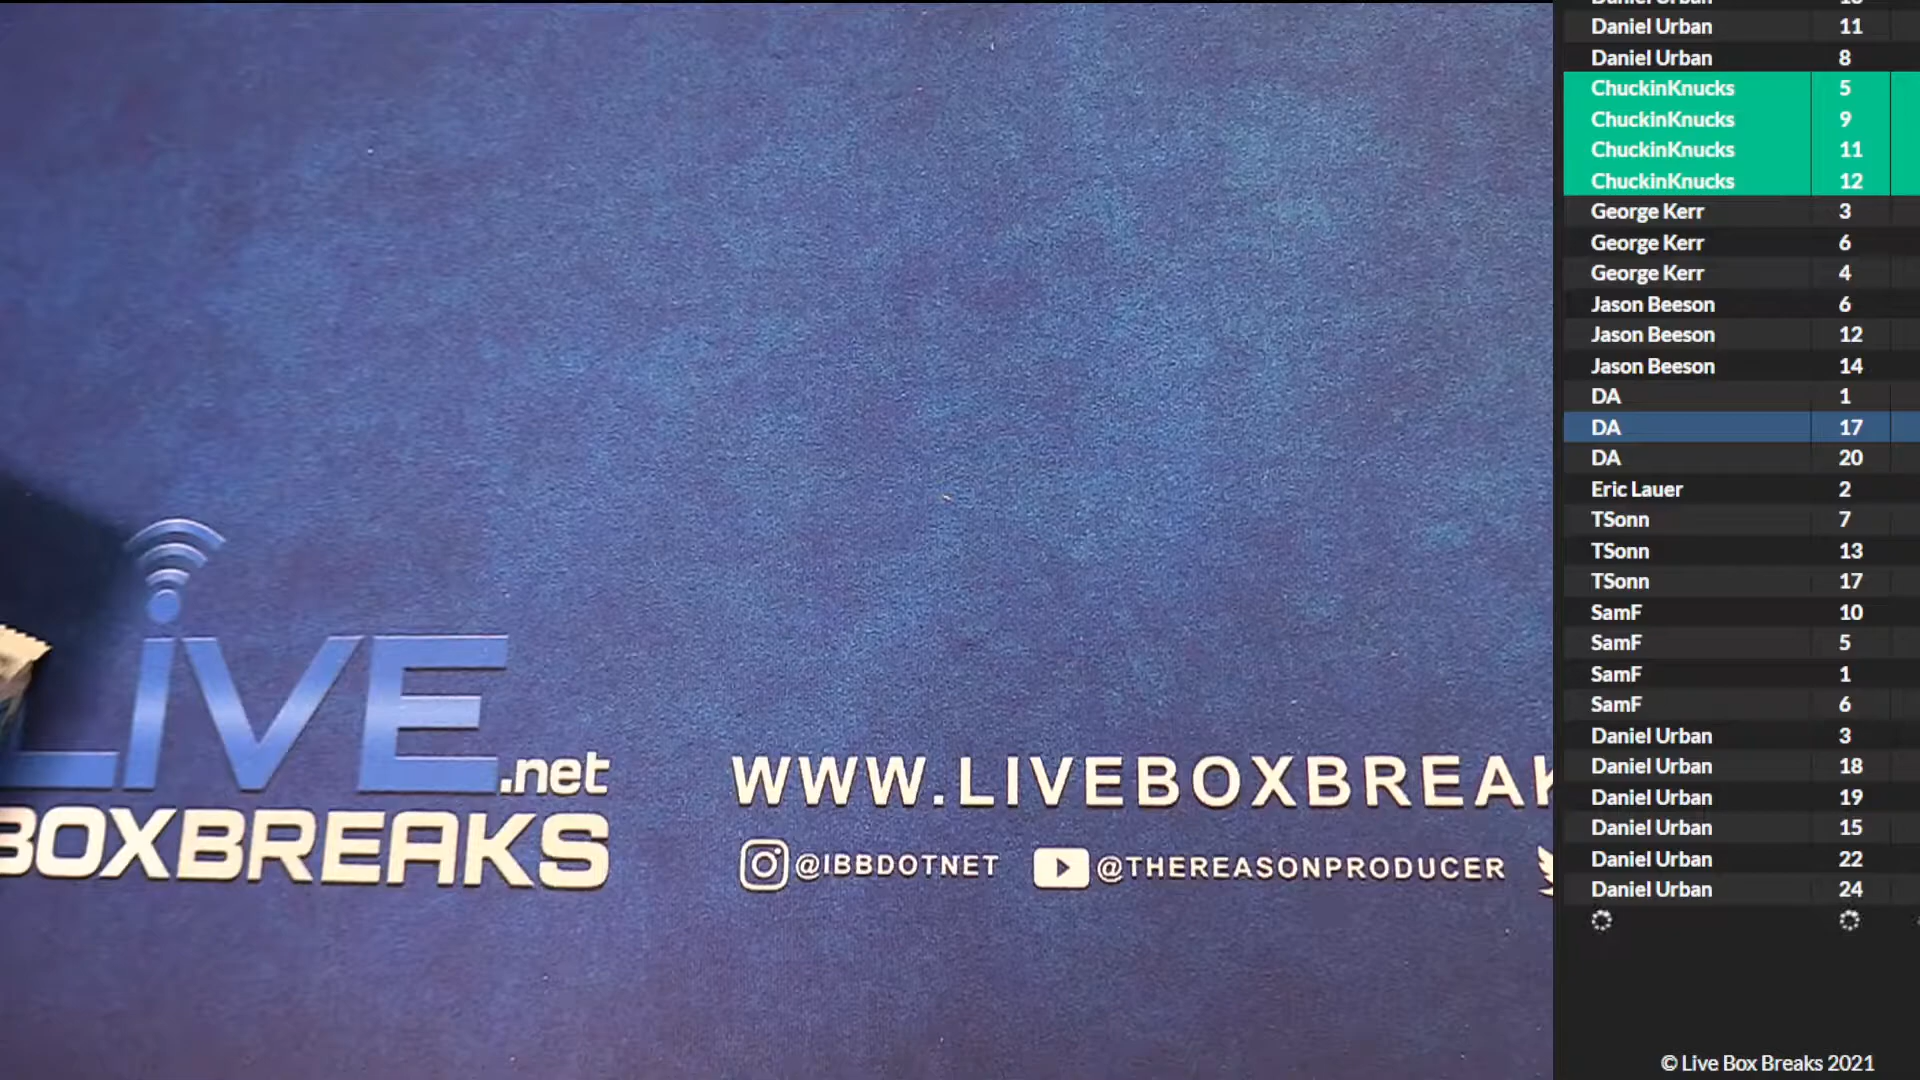 Daniel Urban
Daniel Urban 11
Daniel Urban 8
ChuckinKnucks 5
ChuckinKnucks 9
ChuckinKnucks 11
ChuckinKnucks 12
George Kerr 3
George Kerr 6
George Kerr 4
Jason Beeson 6
Jason Beeson 12
Jason Beeson 14
DA 1
DA 17
DA 20
Eric Lauer 2
TSonn 7
TSonn 13
TSonn 17
SamF 10
SamF 5
SamF 1
SamF 6
Daniel Urban 3
Daniel Urban 18
Daniel Urban 19
Daniel Urban 15
Daniel Urban 22
Daniel Urban 24
© Live Box Breaks 2021
LiVE.net
BOXBREAKS
WWW.LIVEBOXBREAK
@IBBDOTNET @THEREASONPRODUCER